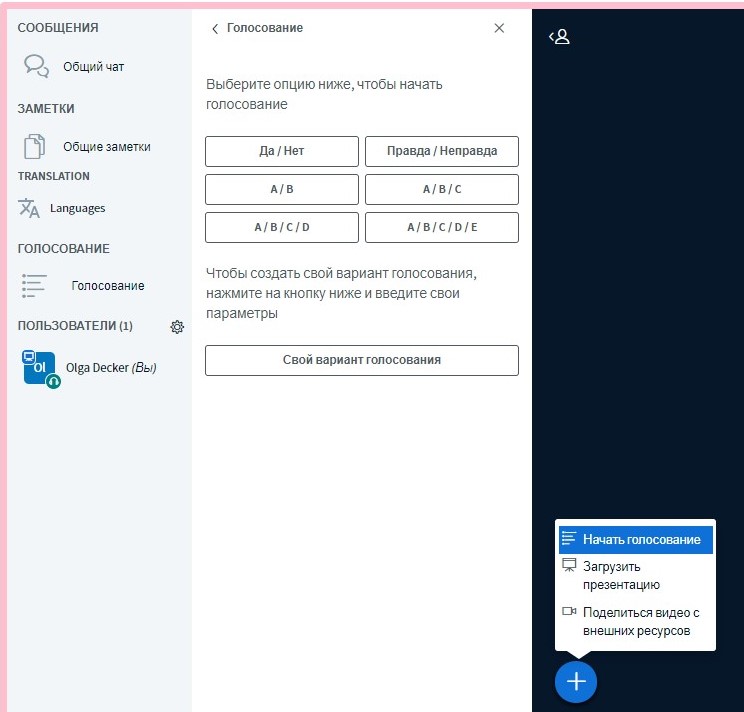 СООБЩЕНИЯ
Общий чат
ЗАМЕТКИ
Общие заметки
TRANSLATION
Languages
ГОЛОСОВАНИЕ
Голосование
ПОЛЬЗОВАТЕЛИ (1)
Ol
Olga Decker (Вы)
Голосование
Выберите опцию ниже, чтобы начать
голосование
Да / Нет
Правда / Неправда
A / B
A / B / C
A / B / C / D
A / B / C / D / E
Чтобы создать свой вариант голосования,
нажмите на кнопку ниже и введите свои
параметры
Свой вариант голосования
Начать голосование
Загрузить
презентацию
Поделиться видео с
внешних ресурсов